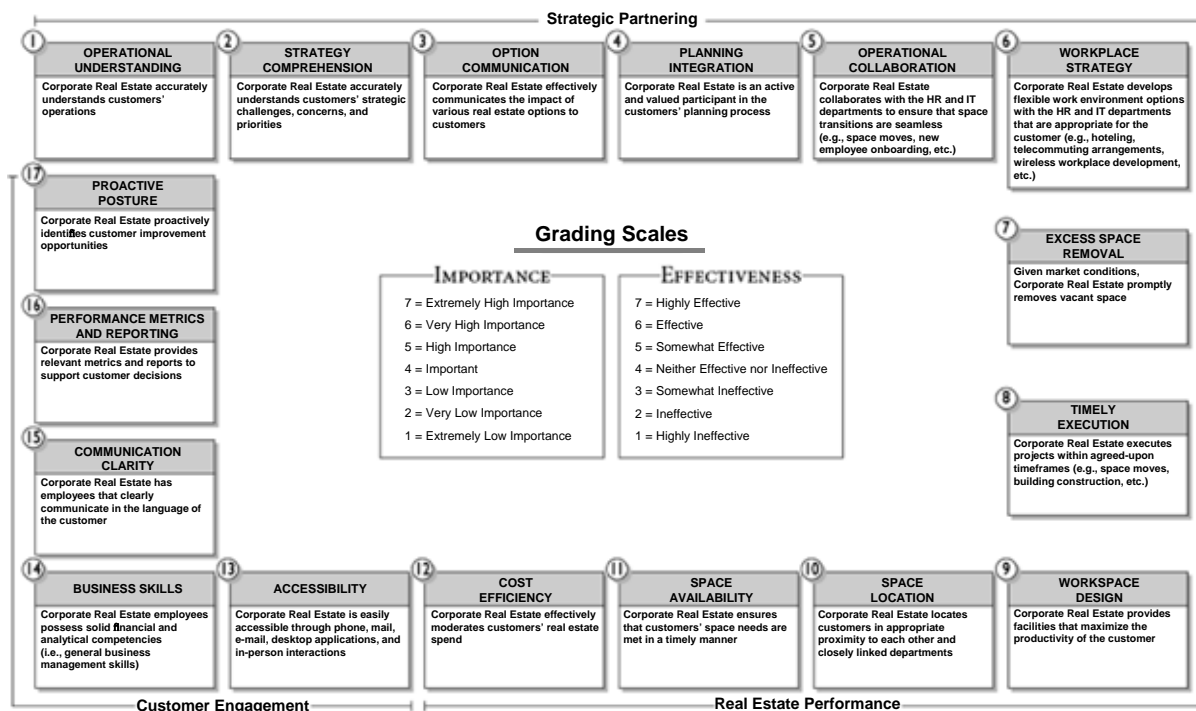 Strategic Partnering
1
OPERATIONAL
UNDERSTANDING
Corporate Real Estate accurately
understands customers'
operations
2
STRATEGY
COMPREHENSION
Corporate Real Estate accurately
understands customers' strategic
challenges, concerns, and
priorities
3
OPTION
COMMUNICATION
Corporate Real Estate effectively
communicates the impact of
various real estate options to
customers
4
PLANNING
INTEGRATION
Corporate Real Estate is an active
and valued participant in the
customers' planning process
5
OPERATIONAL
COLLABORATION
Corporate Real Estate
collaborates with the HR and IT
departments to ensure that space
transitions are seamless
(e.g., space moves, new
employee onboarding, etc.)
6
WORKPLACE
STRATEGY
Corporate Real Estate develops
flexible work environment options
with the HR and IT departments
that are appropriate for the
customer (e.g., hoteling,
telecommuting arrangements,
wireless workplace development,
etc.)
17
PROACTIVE
POSTURE
Corporate Real Estate proactively
identifies customer improvement
opportunities
Grading Scales
7
EXCESS SPACE
REMOVAL
Given market conditions,
Corporate Real Estate promptly
removes vacant space
IMPORTANCE
7 = Extremely High Importance
6 = Very High Importance
5 = High Importance
4 = Important
3 = Low Importance
2 = Very Low Importance
1 = Extremely Low Importance
EFFECTIVENESS
7 = Highly Effective
6 = Effective
5 = Somewhat Effective
4 = Neither Effective nor Ineffective
3 = Somewhat Ineffective
2 = Ineffective
1 = Highly Ineffective
16
PERFORMANCE METRICS
AND REPORTING
Corporate Real Estate provides
relevant metrics and reports to
support customer decisions
8
TIMELY
EXECUTION
Corporate Real Estate executes
projects within agreed-upon
timeframes (e.g., space moves,
building construction, etc.)
15
COMMUNICATION
CLARITY
Corporate Real Estate has
employees that clearly
communicate in the language of
the customer
14
BUSINESS SKILLS
Corporate Real Estate employees
possess solid financial and
analytical competencies
(i.e., general business
management skills)
13
ACCESSIBILITY
Corporate Real Estate is easily
accessible through phone, mail,
e-mail, desktop applications, and
in-person interactions
12
COST
EFFICIENCY
Corporate Real Estate effectively
moderates customers' real estate
spend
11
SPACE
AVAILABILITY
Corporate Real Estate ensures
that customers' space needs are
met in a timely manner
10
SPACE
LOCATION
Corporate Real Estate locates
customers in appropriate
proximity to each other and
closely linked departments
9
WORKSPACE
DESIGN
Corporate Real Estate provides
facilities that maximize the
productivity of the customer
Customer Engagement
Real Estate Performance